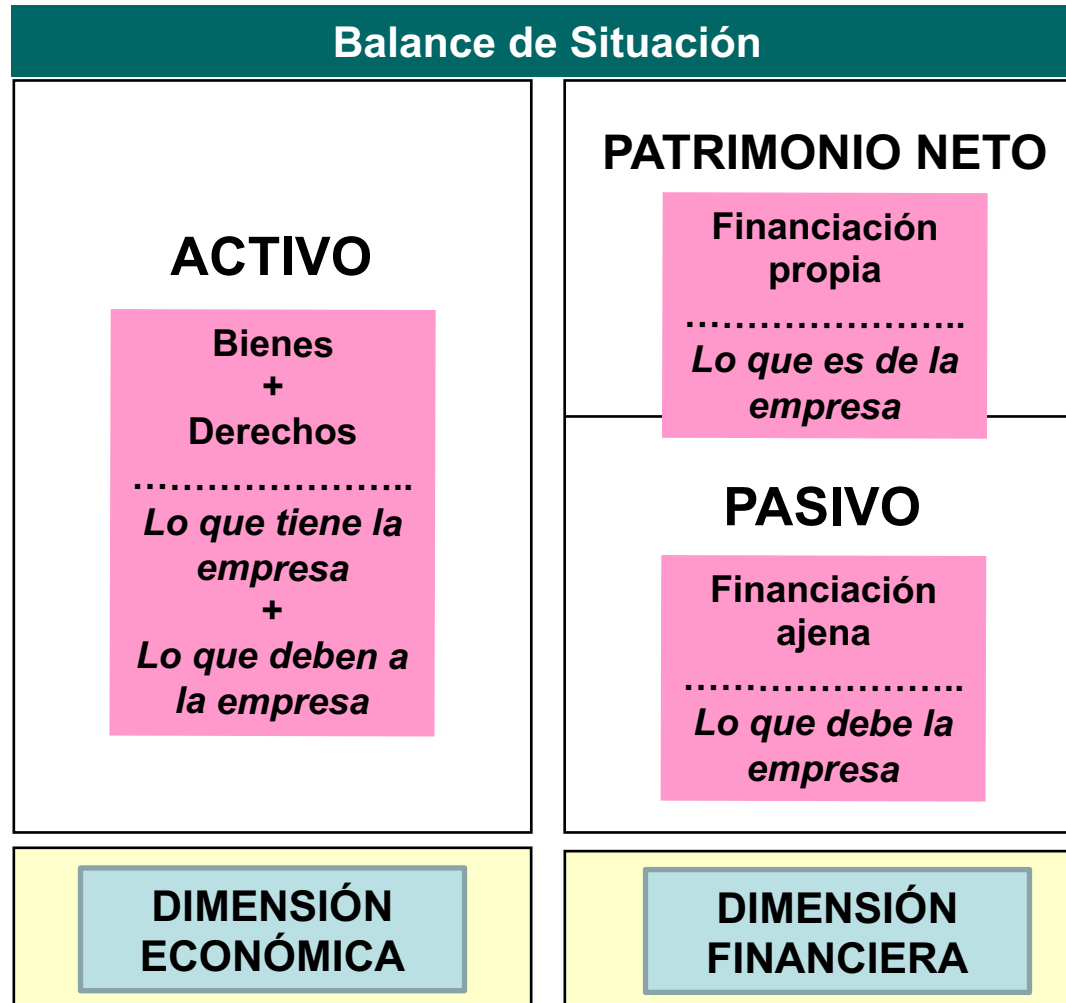 Balance de Situación
ACTIVO
Bienes
+
Derechos
……………………..
Lo que tiene la
empresa
+
Lo que deben a
la empresa
PATRIMONIO NETO
Financiación
propia
……………………..
Lo que es de la
empresa
PASIVO
Financiación
ajena
……………………..
Lo que debe la
empresa
DIMENSIÓN
ECONÓMICA
DIMENSIÓN
FINANCIERA